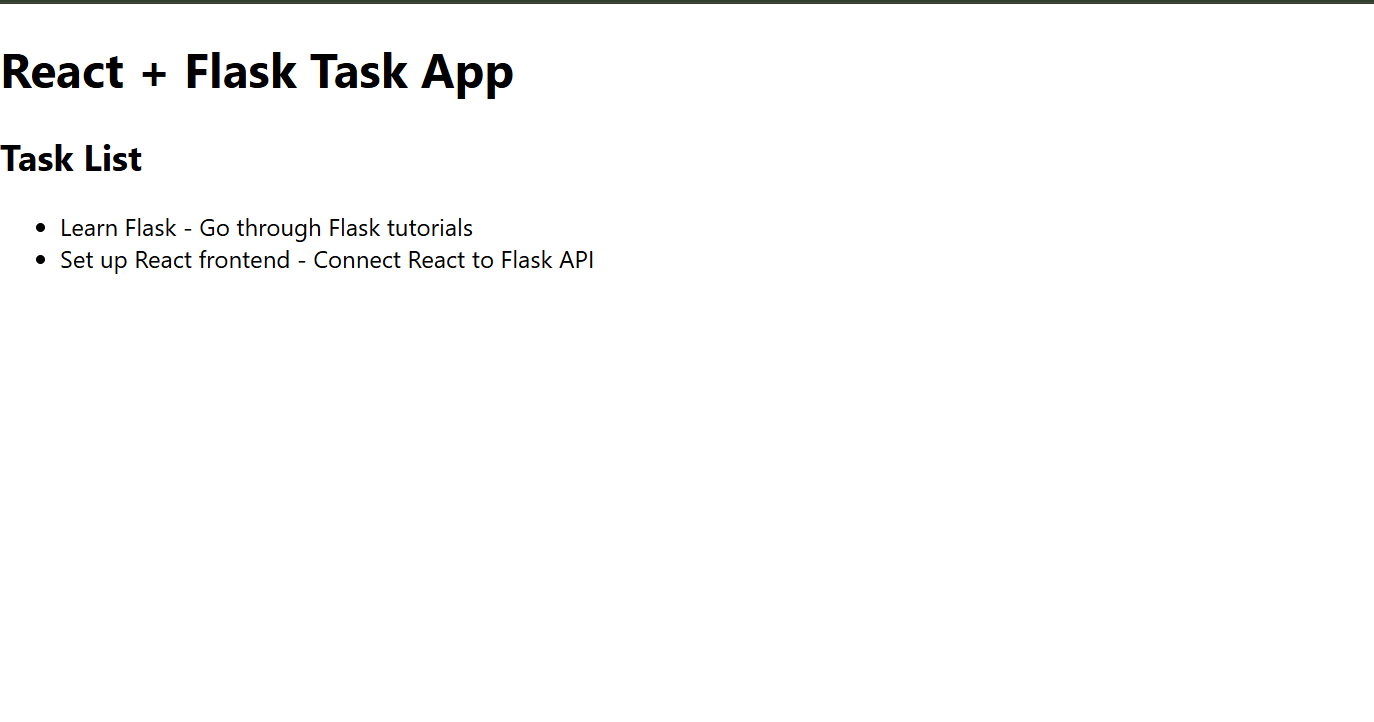 React + Flask Task App
Task List
Learn Flask - Go through Flask tutorials
Set up React frontend - Connect React to Flask API